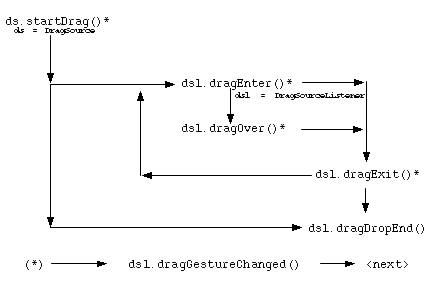 ds.startDrag()*
ds = DragSource
dsl.dragEnter()*
dsl = DragSourceListener
dsl.dragOver()*
dsl.dragExit()*
dsl.dragDropEnd()
(*) dsl.dragGestureChanged() <next>